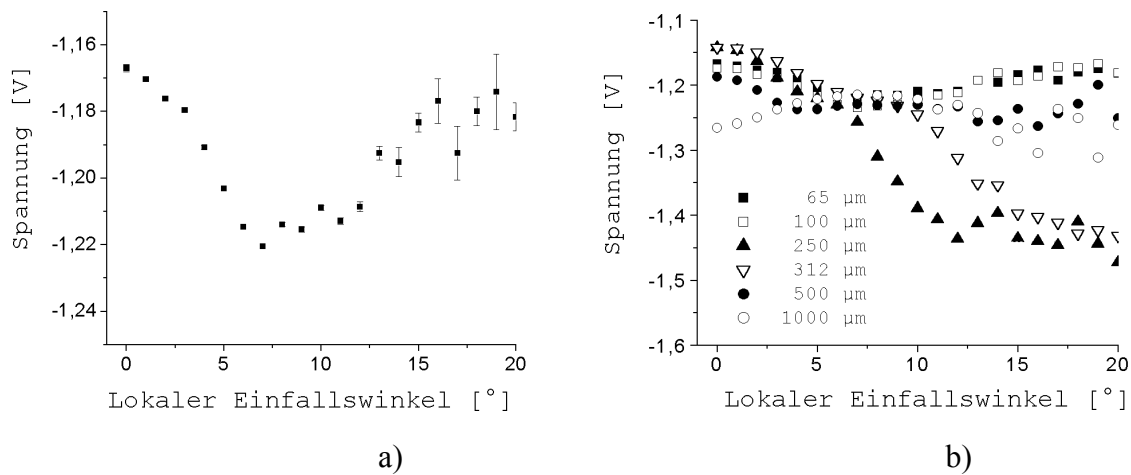 -1,16
-1,18
-1,20
-1,22
-1,24
Spannung [V]
0 5 10 15 20
Lokaler Einfallswinkel [°]
a)
-1,1
-1,2
-1,3
-1,4
-1,5
-1,6
Spannung [V]
65 µm
100 µm
250 µm
312 µm
500 µm
1000 µm
0 5 10 15 20
Lokaler Einfallswinkel [°]
b)